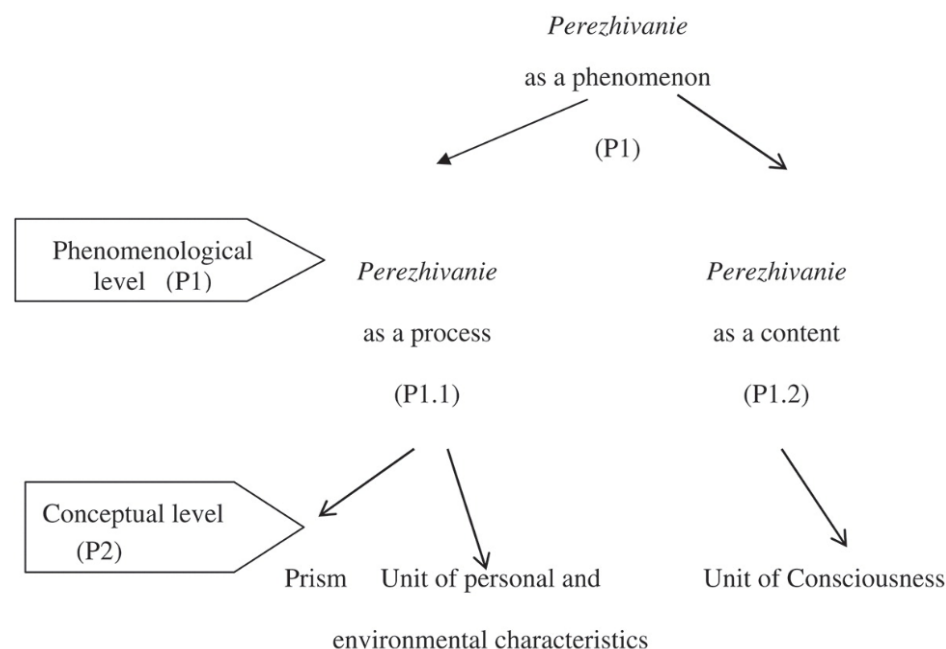 Perezhivanie
as a phenomenon
(P1)
Phenomenological
level (P1)
Perezhivanie
as a process
(P1.1)
Perezhivanie
as a content
(P1.2)
Conceptual level
(P2)
Prism
Unit of personal and
environmental characteristics
Unit of Consciousness